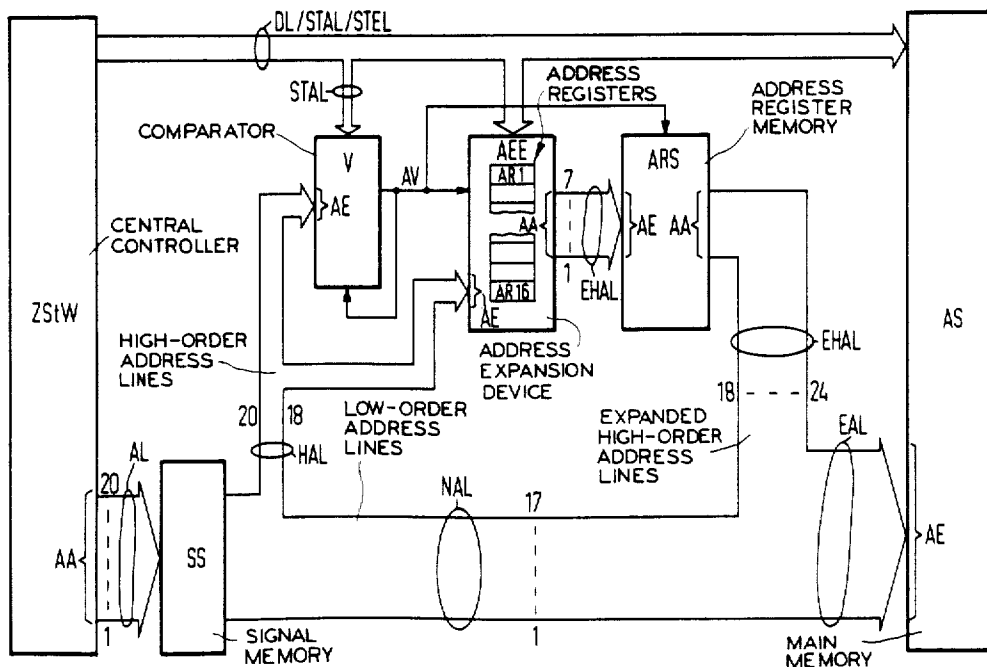 DL/STAL/STEL
STAL
ADDRESS
REGISTERS
ADDRESS
REGISTER
MEMORY
COMPARATOR
V
AE
AV
AEE
AR1
AR16
AA
AE
7
1
EHAL
ARS
AE
AA
CENTRAL
CONTROLLER
ZStW
AS
HIGH-ORDER
ADDRESS
LINES
ADDRESS
EXPANSION
DEVICE
EHAL
20
18
HAL
LOW-ORDER
ADDRESS
LINES
EXPANDED
HIGH-ORDER
ADDRESS
LINES
18
24
EAL
AL
20
1
AA
SS
NAL
17
1
AE
SIGNAL
MEMORY
MAIN
MEMORY